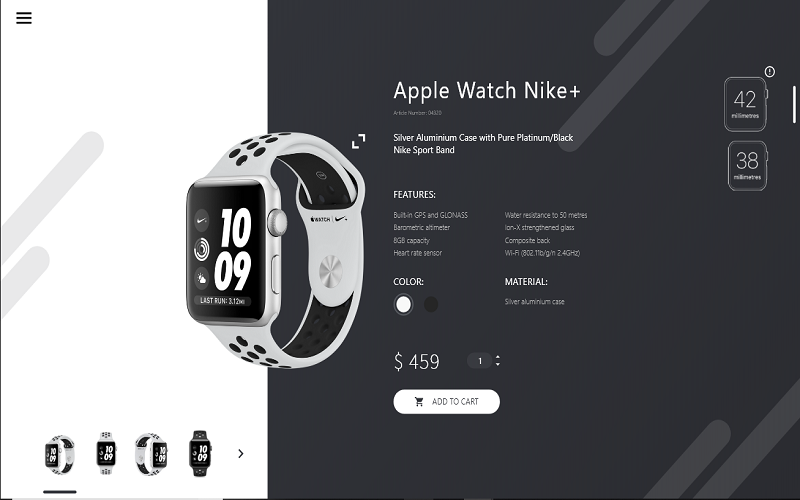 Apple Watch Nike+
Article Number: 04520
Silver Aluminium Case with Pure Platinum/Black
Nike Sport Band
42
millimetres
38
millimetres
FEATURES:
Built-in GPS and GLONASS
Barometric altimeter
8GB capacity
Heart rate sensor
Water resistance to 50 metres
Ion-X strengthened glass
Composite back
Wi-Fi (802.11b/g/n 2.4GHz)
COLOR:
MATERIAL:
Silver aluminium case
$ 459
1
ADD TO CART
10
09
LAST RUN: 3.12MI
WATCH